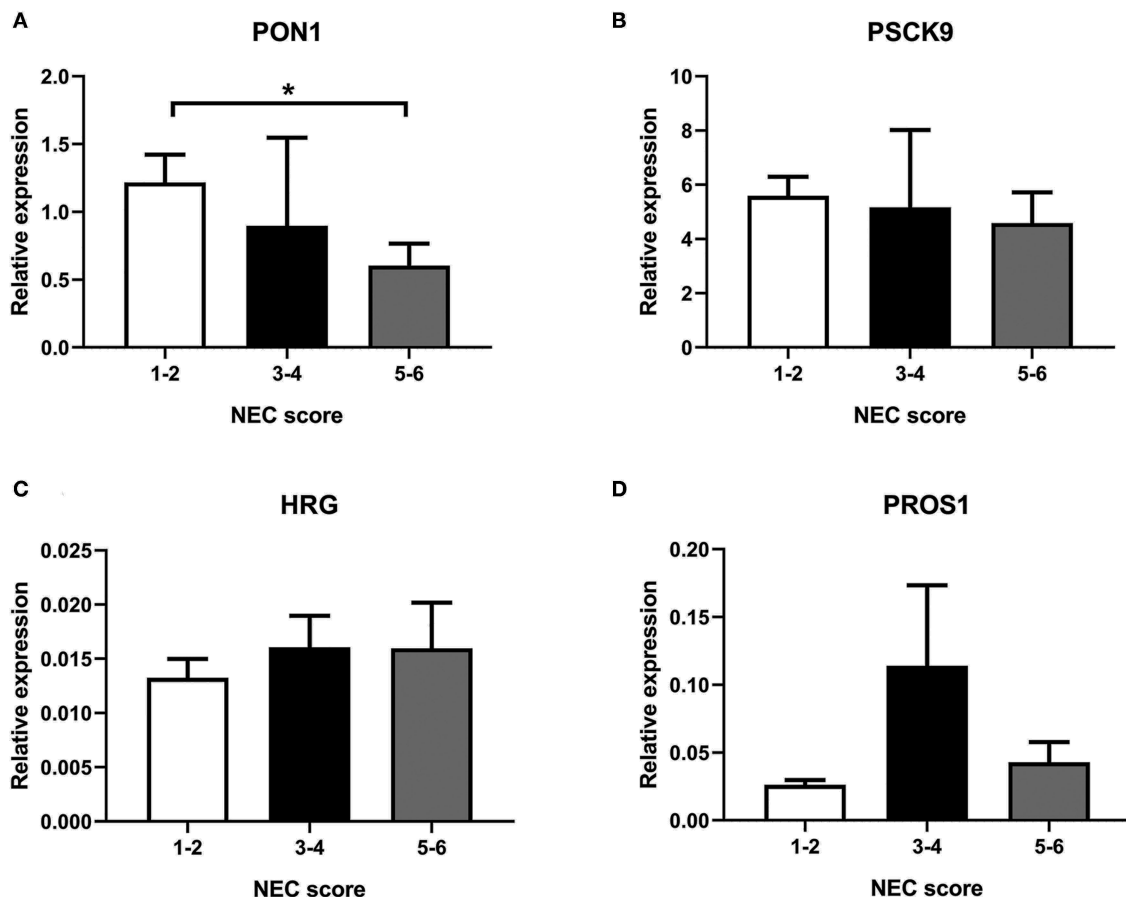 A
PON1
Relative expression
2.0
1.5
1.0
0.5
0.0
*
1-2
3-4
5-6
NEC score
B
PSCK9
Relative expression
10
8
6
4
2
0
1-2
3-4
5-6
NEC score
C
HRG
Relative expression
0.025
0.020
0.015
0.010
0.005
0.000
1-2
3-4
5-6
NEC score
D
PROS1
Relative expression
0.20
0.15
0.10
0.05
0.00
1-2
3-4
5-6
NEC score